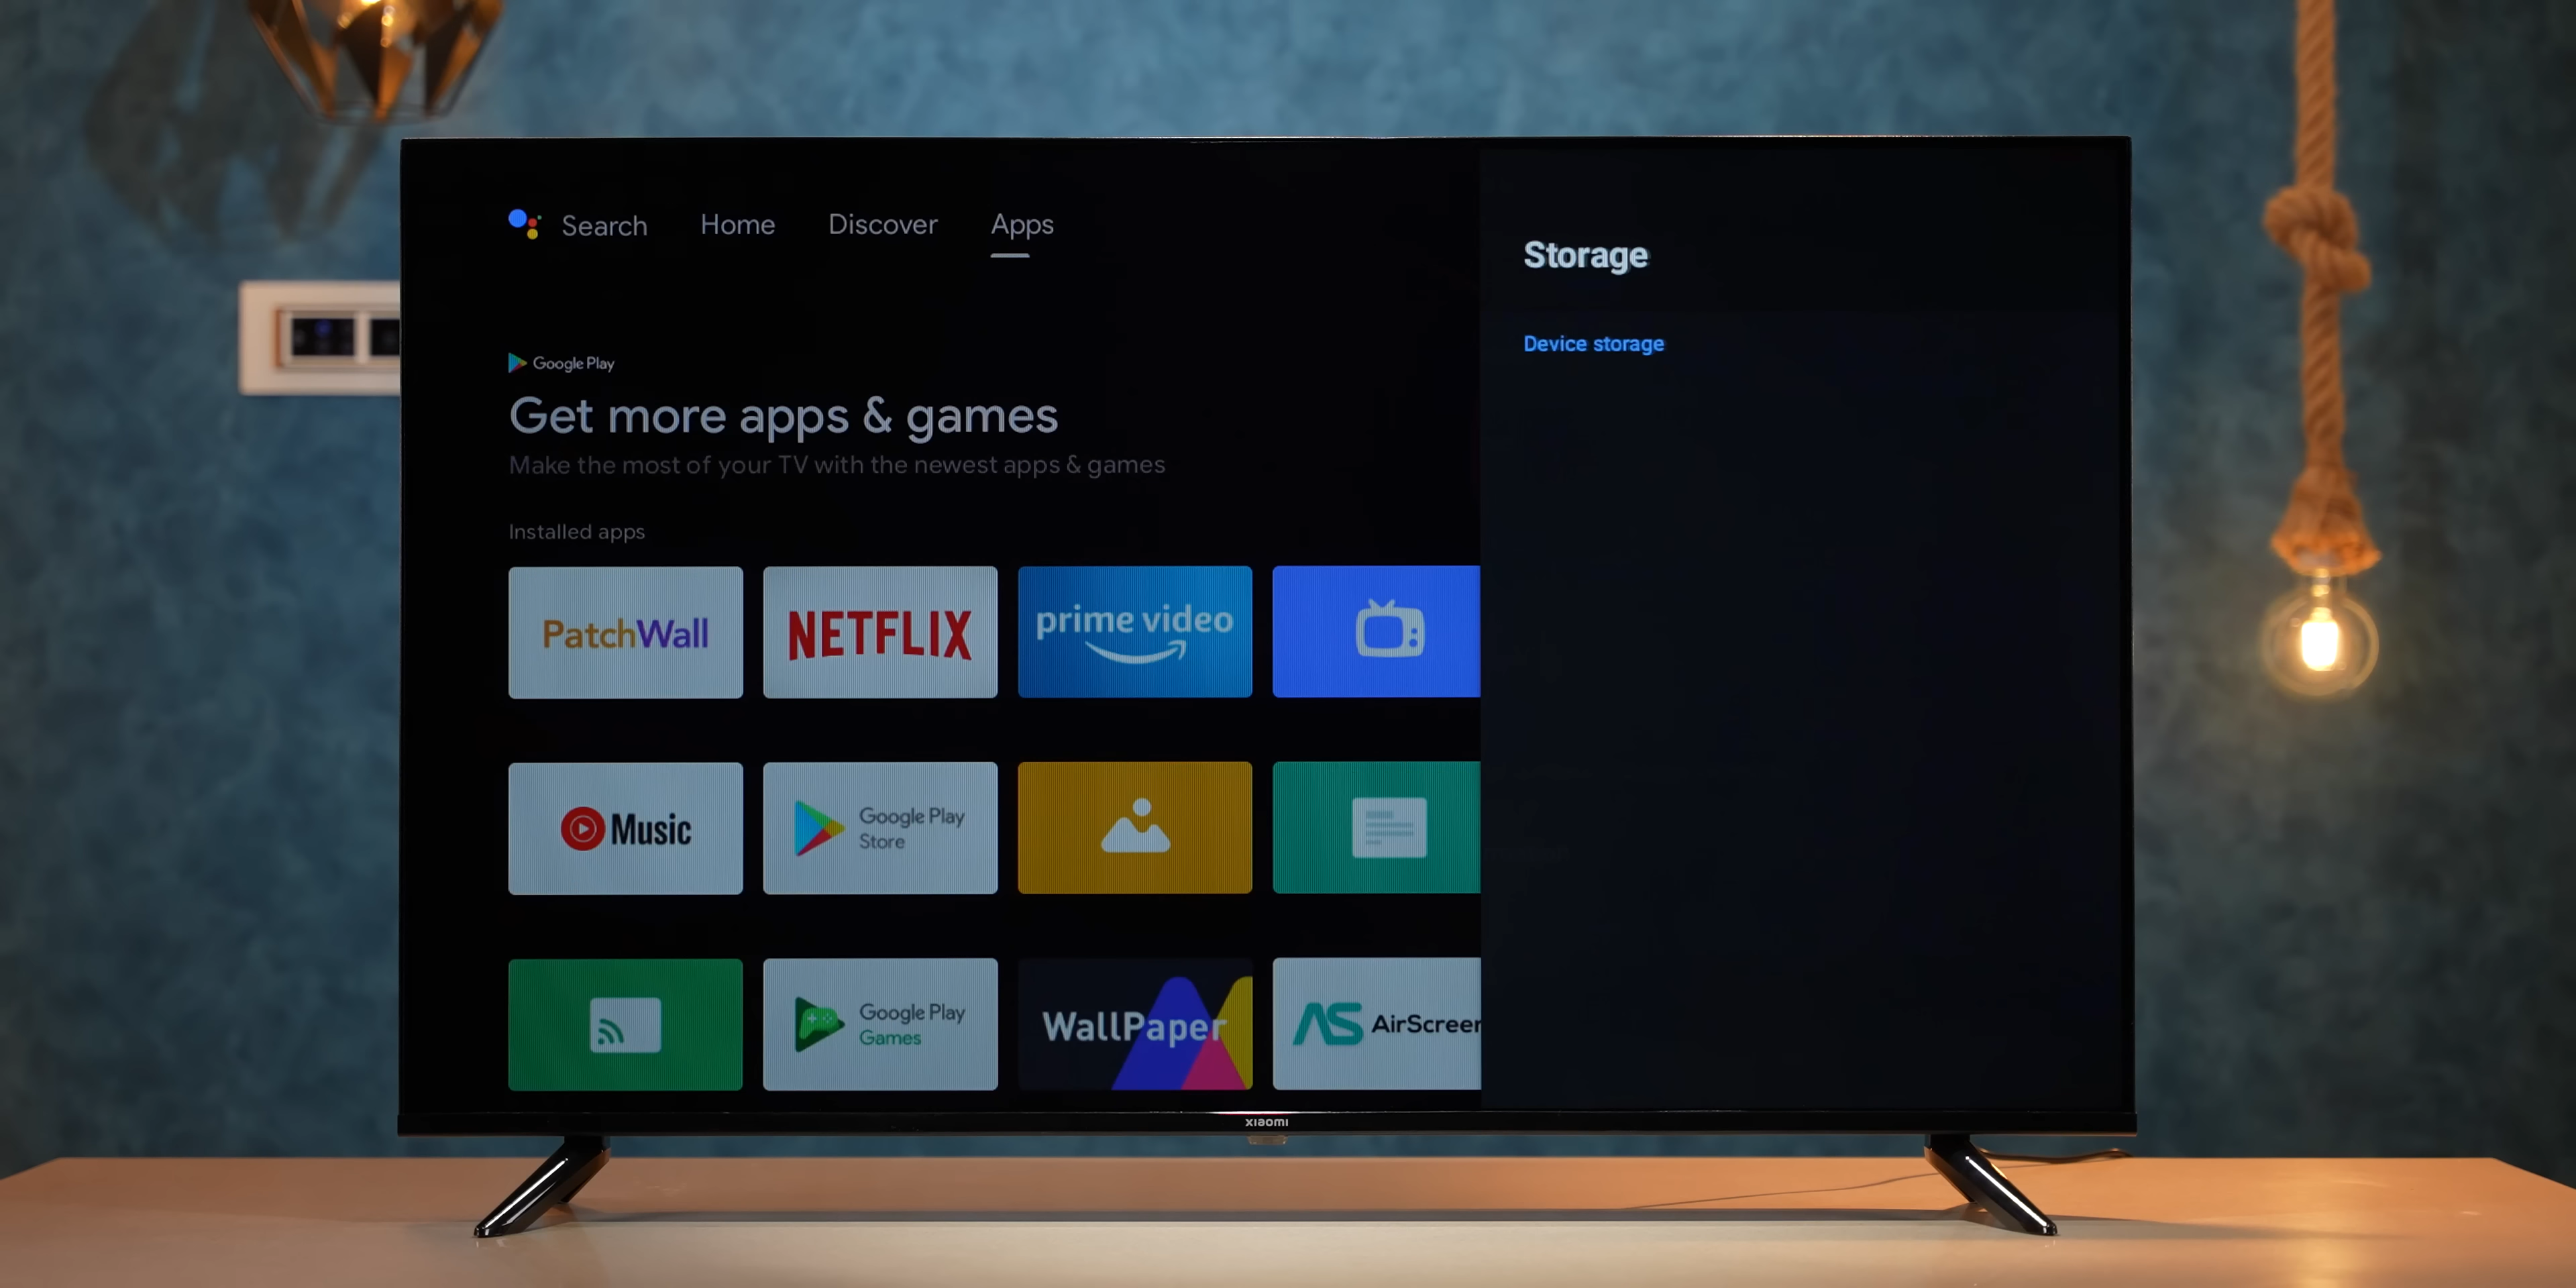 Search Home Discover Apps
Google Play
Get more apps & games
Make the most of your TV with the newest apps & games
Installed apps
PatchWall
NETFLIX
prime video
Music
Google Play
Store
Google Play
Games
WallPaper
AS AirScreen
Storage
Device storage
xiaomi